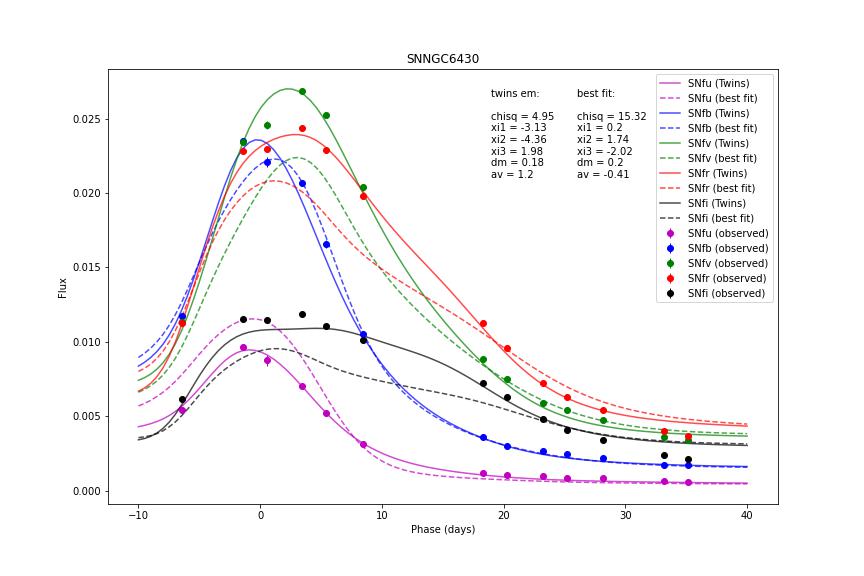 SNNGC6430
Flux
0.025
0.020
0.015
0.010
0.005
0.000
−10
0
10
20
30
40
Phase (days)
twins em:
chisq = 4.95
xi1 = -3.13
xi2 = -4.36
xi3 = 1.98
dm = 0.18
av = 1.2
best fit:
chisq = 15.32
xi1 = 0.2
xi2 = 1.74
xi3 = -2.02
dm = 0.2
av = -0.41
SNfu (Twins)
SNfu (best fit)
SNfb (Twins)
SNfb (best fit)
SNfv (Twins)
SNfv (best fit)
SNfr (Twins)
SNfr (best fit)
SNfi (Twins)
SNfi (best fit)
SNfu (observed)
SNfb (observed)
SNfv (observed)
SNfr (observed)
SNfi (observed)